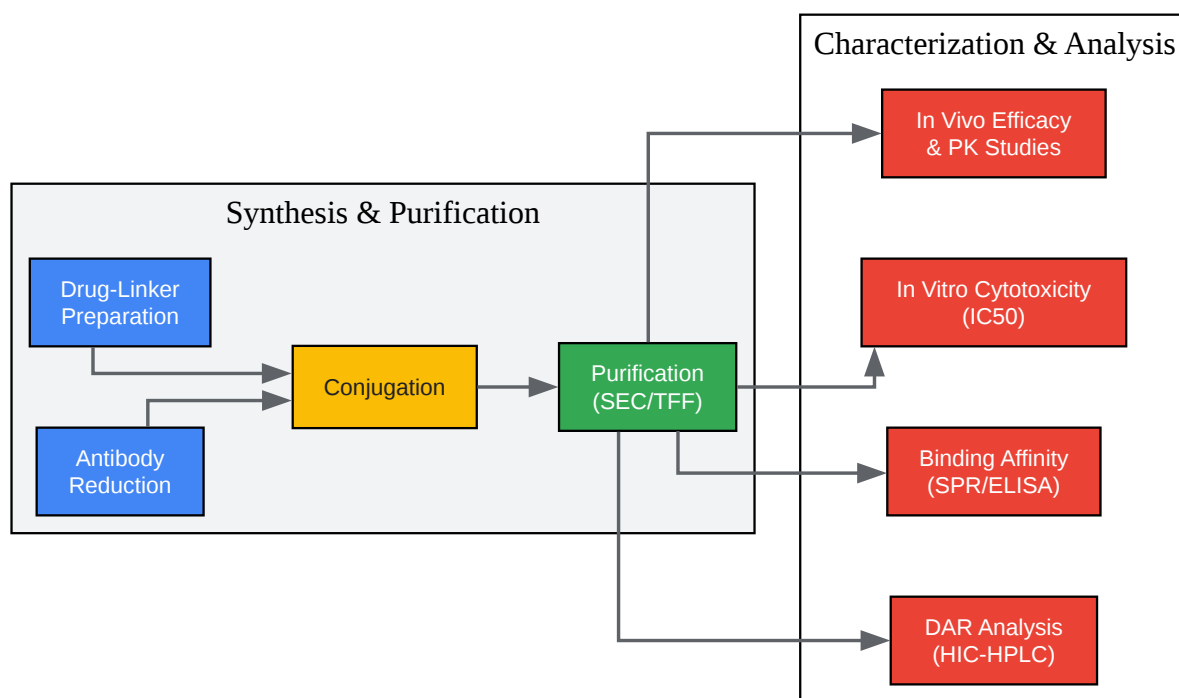 Characterization & Analysis
In Vivo Efficacy
& PK Studies
Synthesis & Purification
Drug-Linker
Preparation
In Vitro Cytotoxicity
(IC50)
Conjugation
Purification
(SEC/TFF)
Antibody
Reduction
Binding Affinity
(SPR/ELISA)
DAR Analysis
(HIC-HPLC)